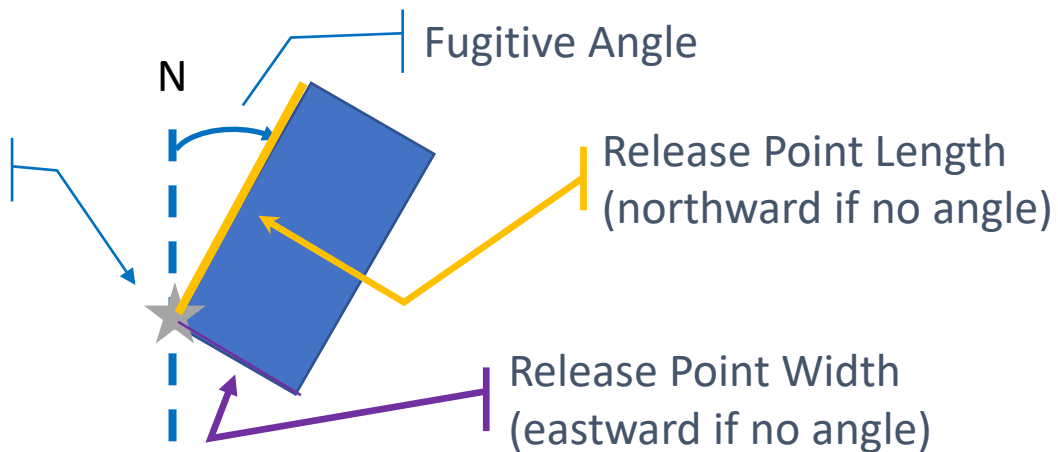 Fugitive Angle
N
Release Point Length
(northward if no angle)
Release Point Width
(eastward if no angle)